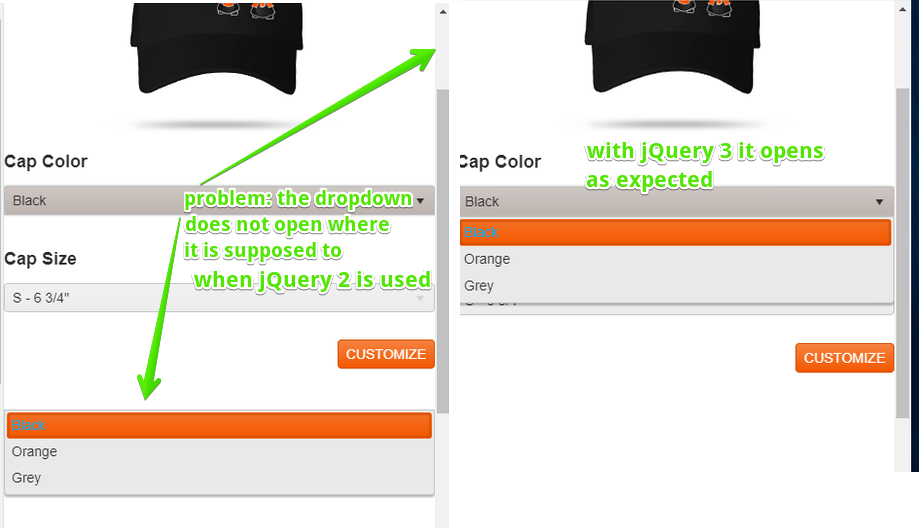 Cap Color
Black
problem: the dropdown
does not open where
it is supposed to
when jQuery 2 is used
Cap Size
S - 6 3/4"
CUSTOMIZE
Black
Orange
Grey
with jQuery 3 it opens
as expected
Cap Color
Black
Black
Orange
Grey
CUSTOMIZE